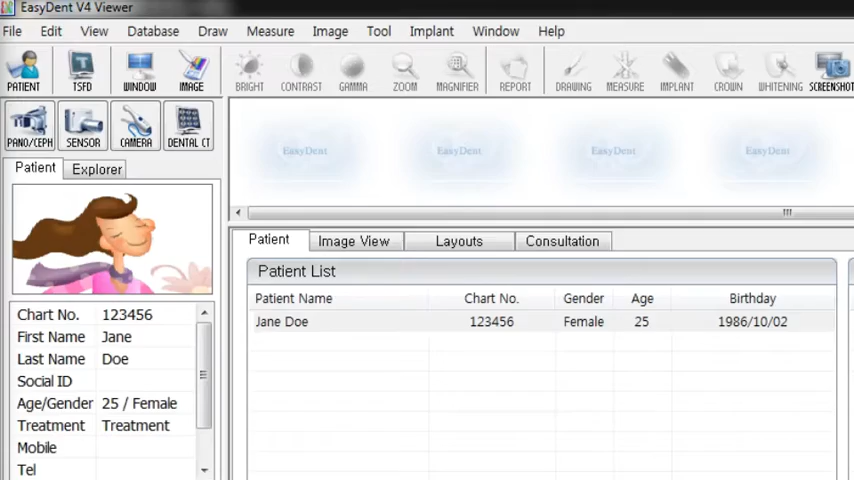 EasyDent V4 Viewer
File Edit View Database Draw Measure Image Tool Implant Window Help
PATIENT TSFD WINDOW IMAGE BRIGHT CONTRAST GAMMA ZOOM MAGNIFIER REPORT DRAWING MEASURE IMPLANT CROWN WHITENING SCREENSHOT
PANO/CEPH SENSOR CAMERA DENTAL CT
EasyDent EasyDent EasyDent EasyDent
Patient Explorer
Patient Image View Layouts Consultation
Patient List
Patient Name Chart No. Gender Age Birthday
Jane Doe 123456 Female 25 1986/10/02
Chart No. 123456
First Name Jane
Last Name Doe
Social ID
Age/Gender 25 / Female
Treatment Treatment
Mobile
Tel